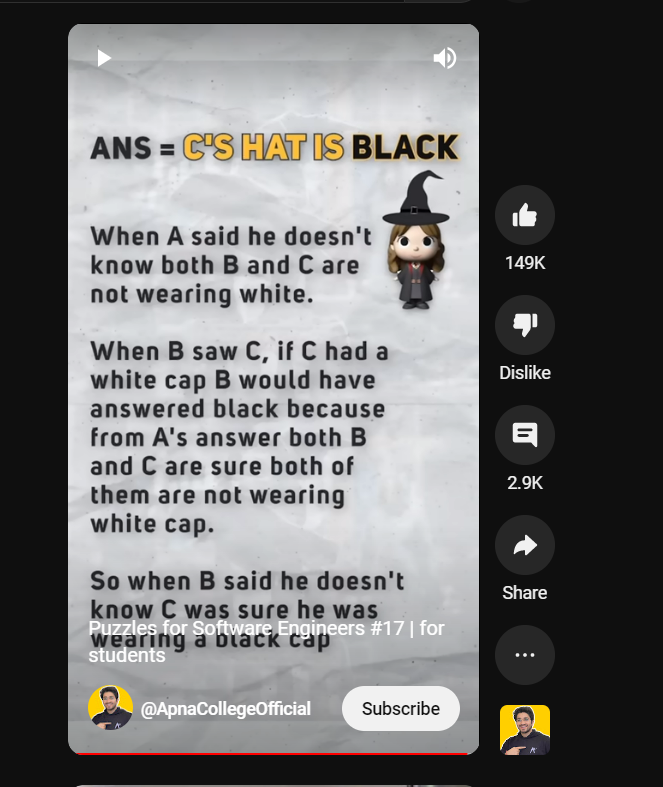 ANS = C'S HAT IS BLACK
When A said he doesn't
know both B and C are
not wearing white.
When B saw C, if C had a
white cap B would have
answered black because
from A's answer both B
and C are sure both of
them are not wearing
white cap.
So when B said he doesn't
know C was sure he was
wearing a black cap
Puzzles for Software Engineers #17 | for
students
@ApnaCollegeOfficial
Subscribe
149K
Dislike
2.9K
Share